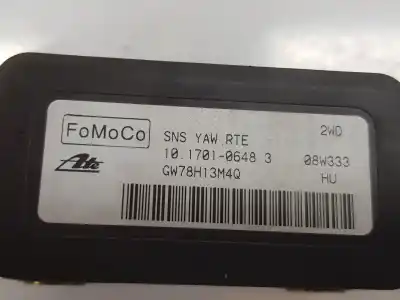 FoMoCo SNS YAW RTE 2WD
10.1701-0648 3 08W333
Ate GW78H13M4Q HU